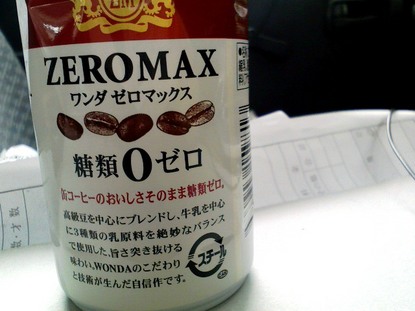 ZM
ZEROMAX
ワンダ ゼロマックス
糖類0ゼロ
缶コーヒーのおいしさそのまま糖類ゼロ。
高級豆を中心にブレンドし、牛乳を中心
に3種類の乳原料を絶妙なバランス
で使用した、旨さ突き抜ける
味わい。WONDAのこだわり
と技術が生んだ自信作です。
スチール